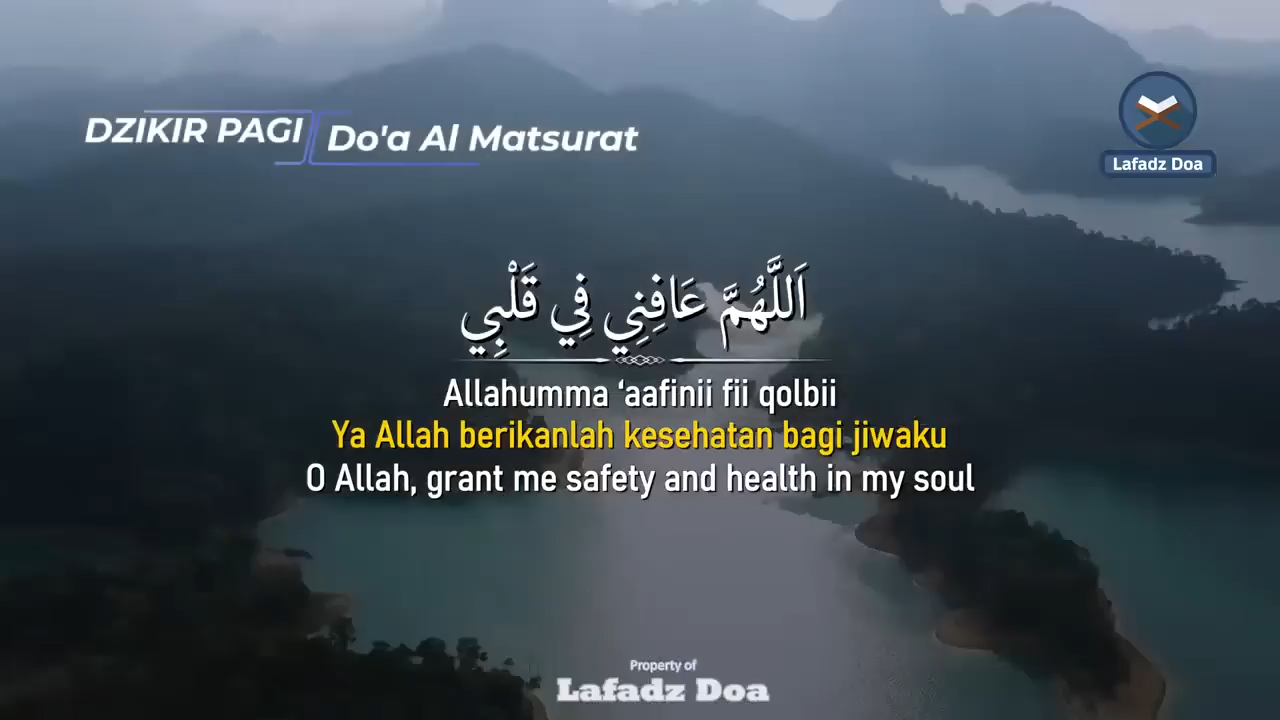 DZIKIR PAGI
Do'a Al Matsurat
Lafadz Doa
اَللَّهُمَّ عَافِنِي فِي قَلْبِي
Allahumma ‘aafinii fii qolbii
Ya Allah berikanlah kesehatan bagi jiwaku
O Allah, grant me safety and health in my soul
Property of
Lafadz Doa